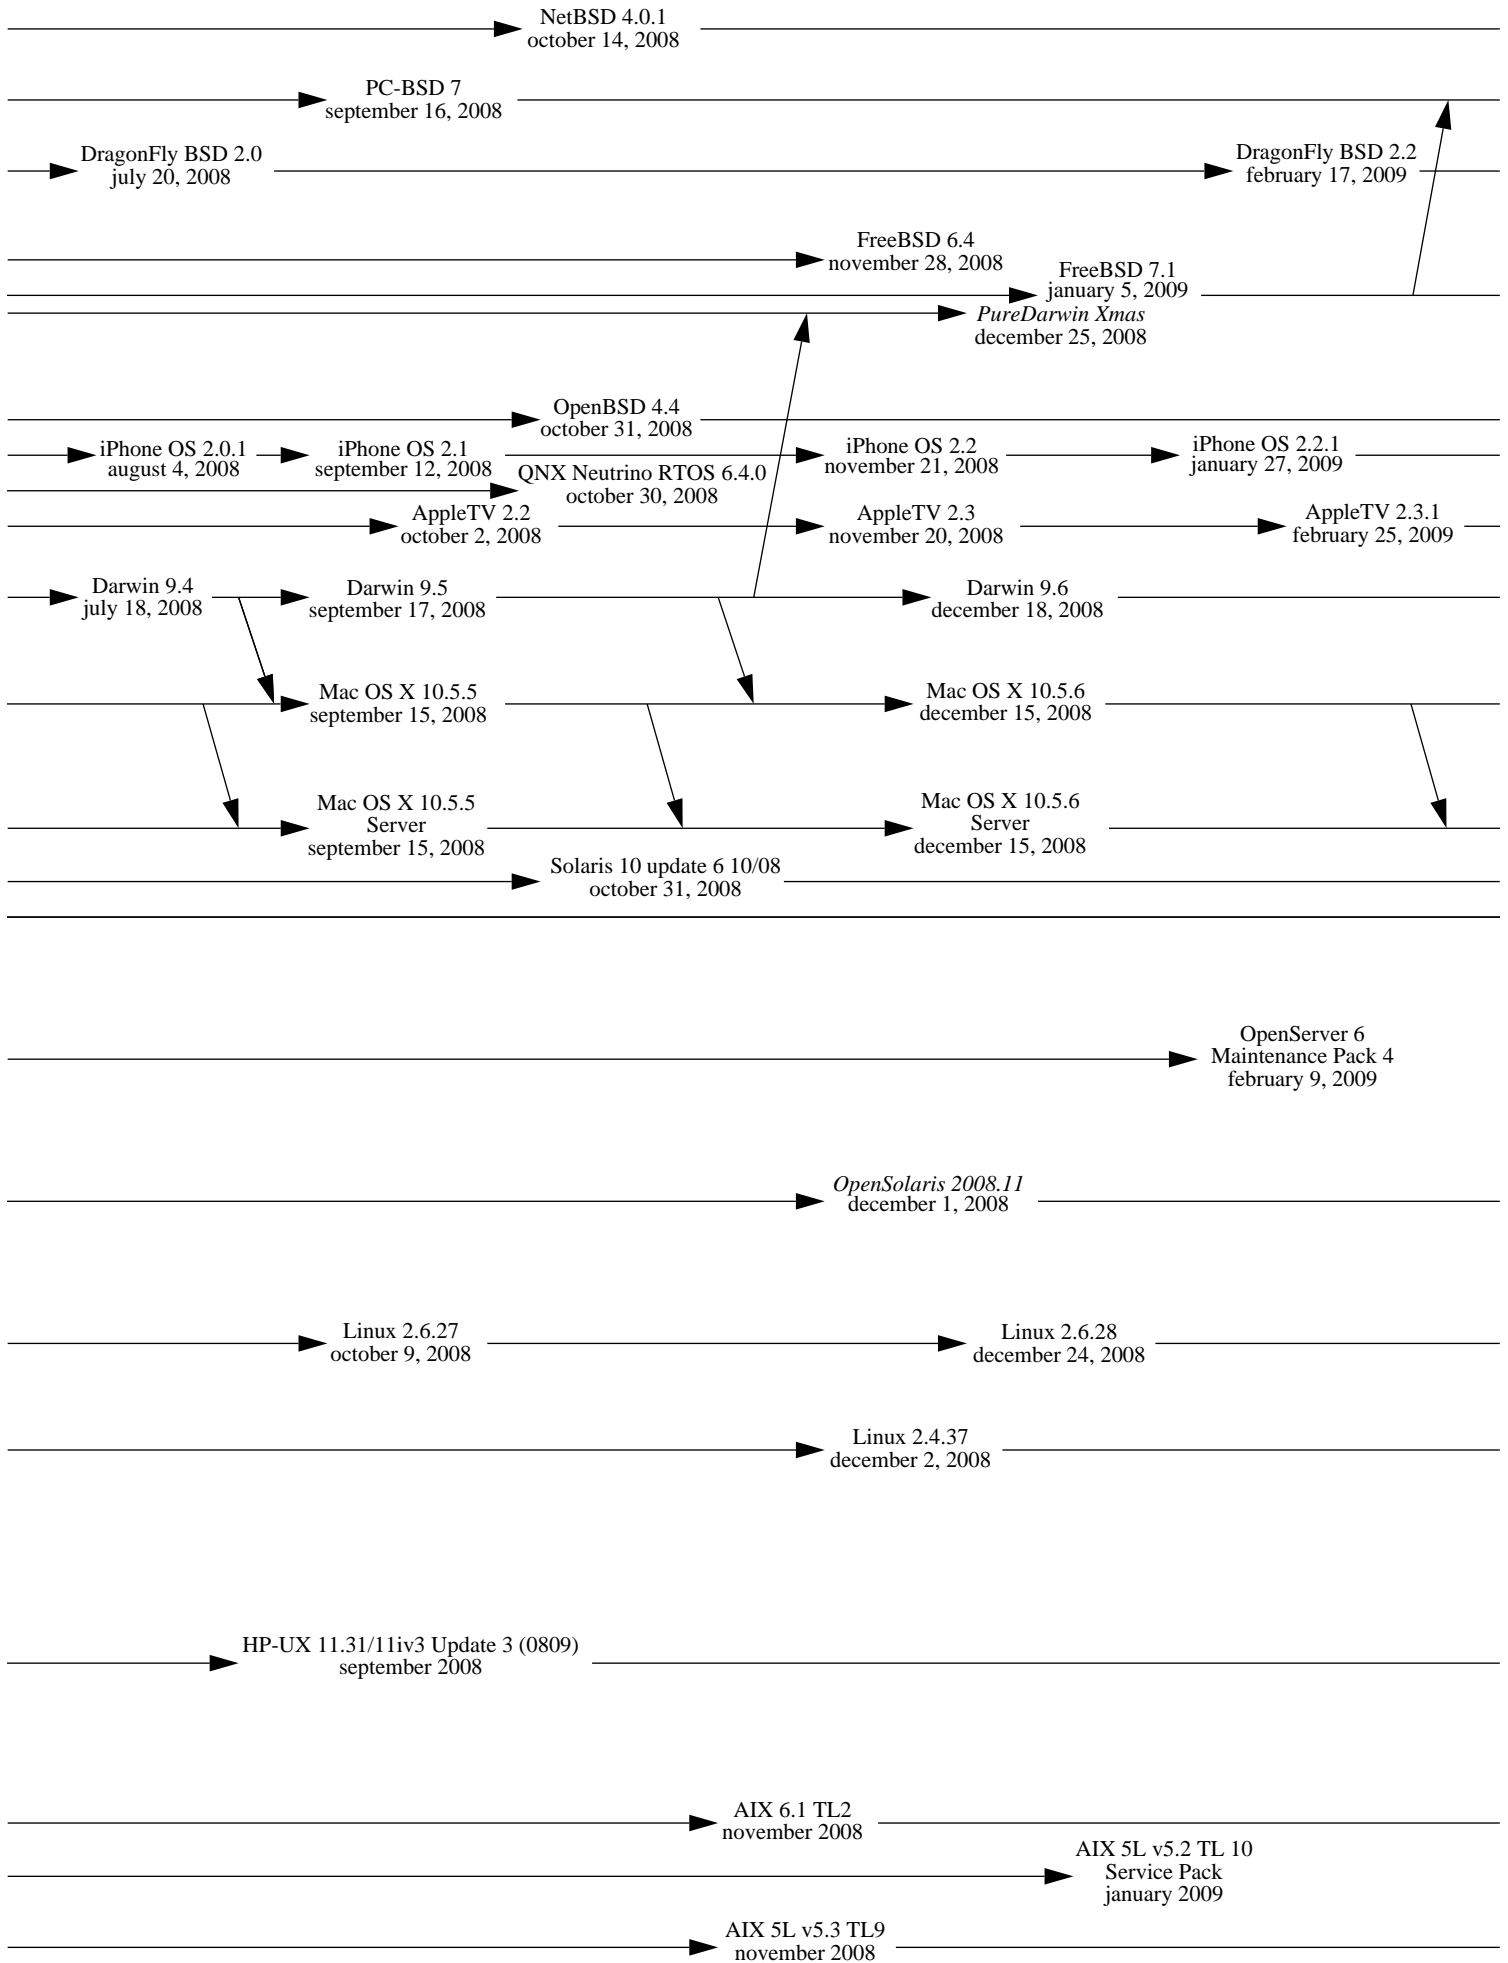 NetBSD 4.0.1
october 14, 2008
PC-BSD 7
september 16, 2008
DragonFly BSD 2.0
july 20, 2008
DragonFly BSD 2.2
february 17, 2009
FreeBSD 6.4
november 28, 2008
FreeBSD 7.1
january 5, 2009
PureDarwin Xmas
december 25, 2008
OpenBSD 4.4
october 31, 2008
iPhone OS 2.0.1
august 4, 2008
iPhone OS 2.1
september 12, 2008
iPhone OS 2.2
november 21, 2008
iPhone OS 2.2.1
january 27, 2009
QNX Neutrino RTOS 6.4.0
october 30, 2008
AppleTV 2.2
october 2, 2008
AppleTV 2.3
november 20, 2008
AppleTV 2.3.1
february 25, 2009
Darwin 9.4
july 18, 2008
Darwin 9.5
september 17, 2008
Darwin 9.6
december 18, 2008
Mac OS X 10.5.5
september 15, 2008
Mac OS X 10.5.6
december 15, 2008
Mac OS X 10.5.5
Server
september 15, 2008
Mac OS X 10.5.6
Server
december 15, 2008
Solaris 10 update 6 10/08
october 31, 2008
OpenServer 6
Maintenance Pack 4
february 9, 2009
OpenSolaris 2008.11
december 1, 2008
Linux 2.6.27
october 9, 2008
Linux 2.6.28
december 24, 2008
Linux 2.4.37
december 2, 2008
HP-UX 11.31/11iv3 Update 3 (0809)
september 2008
AIX 6.1 TL2
november 2008
AIX 5L v5.2 TL 10
Service Pack
january 2009
AIX 5L v5.3 TL9
november 2008